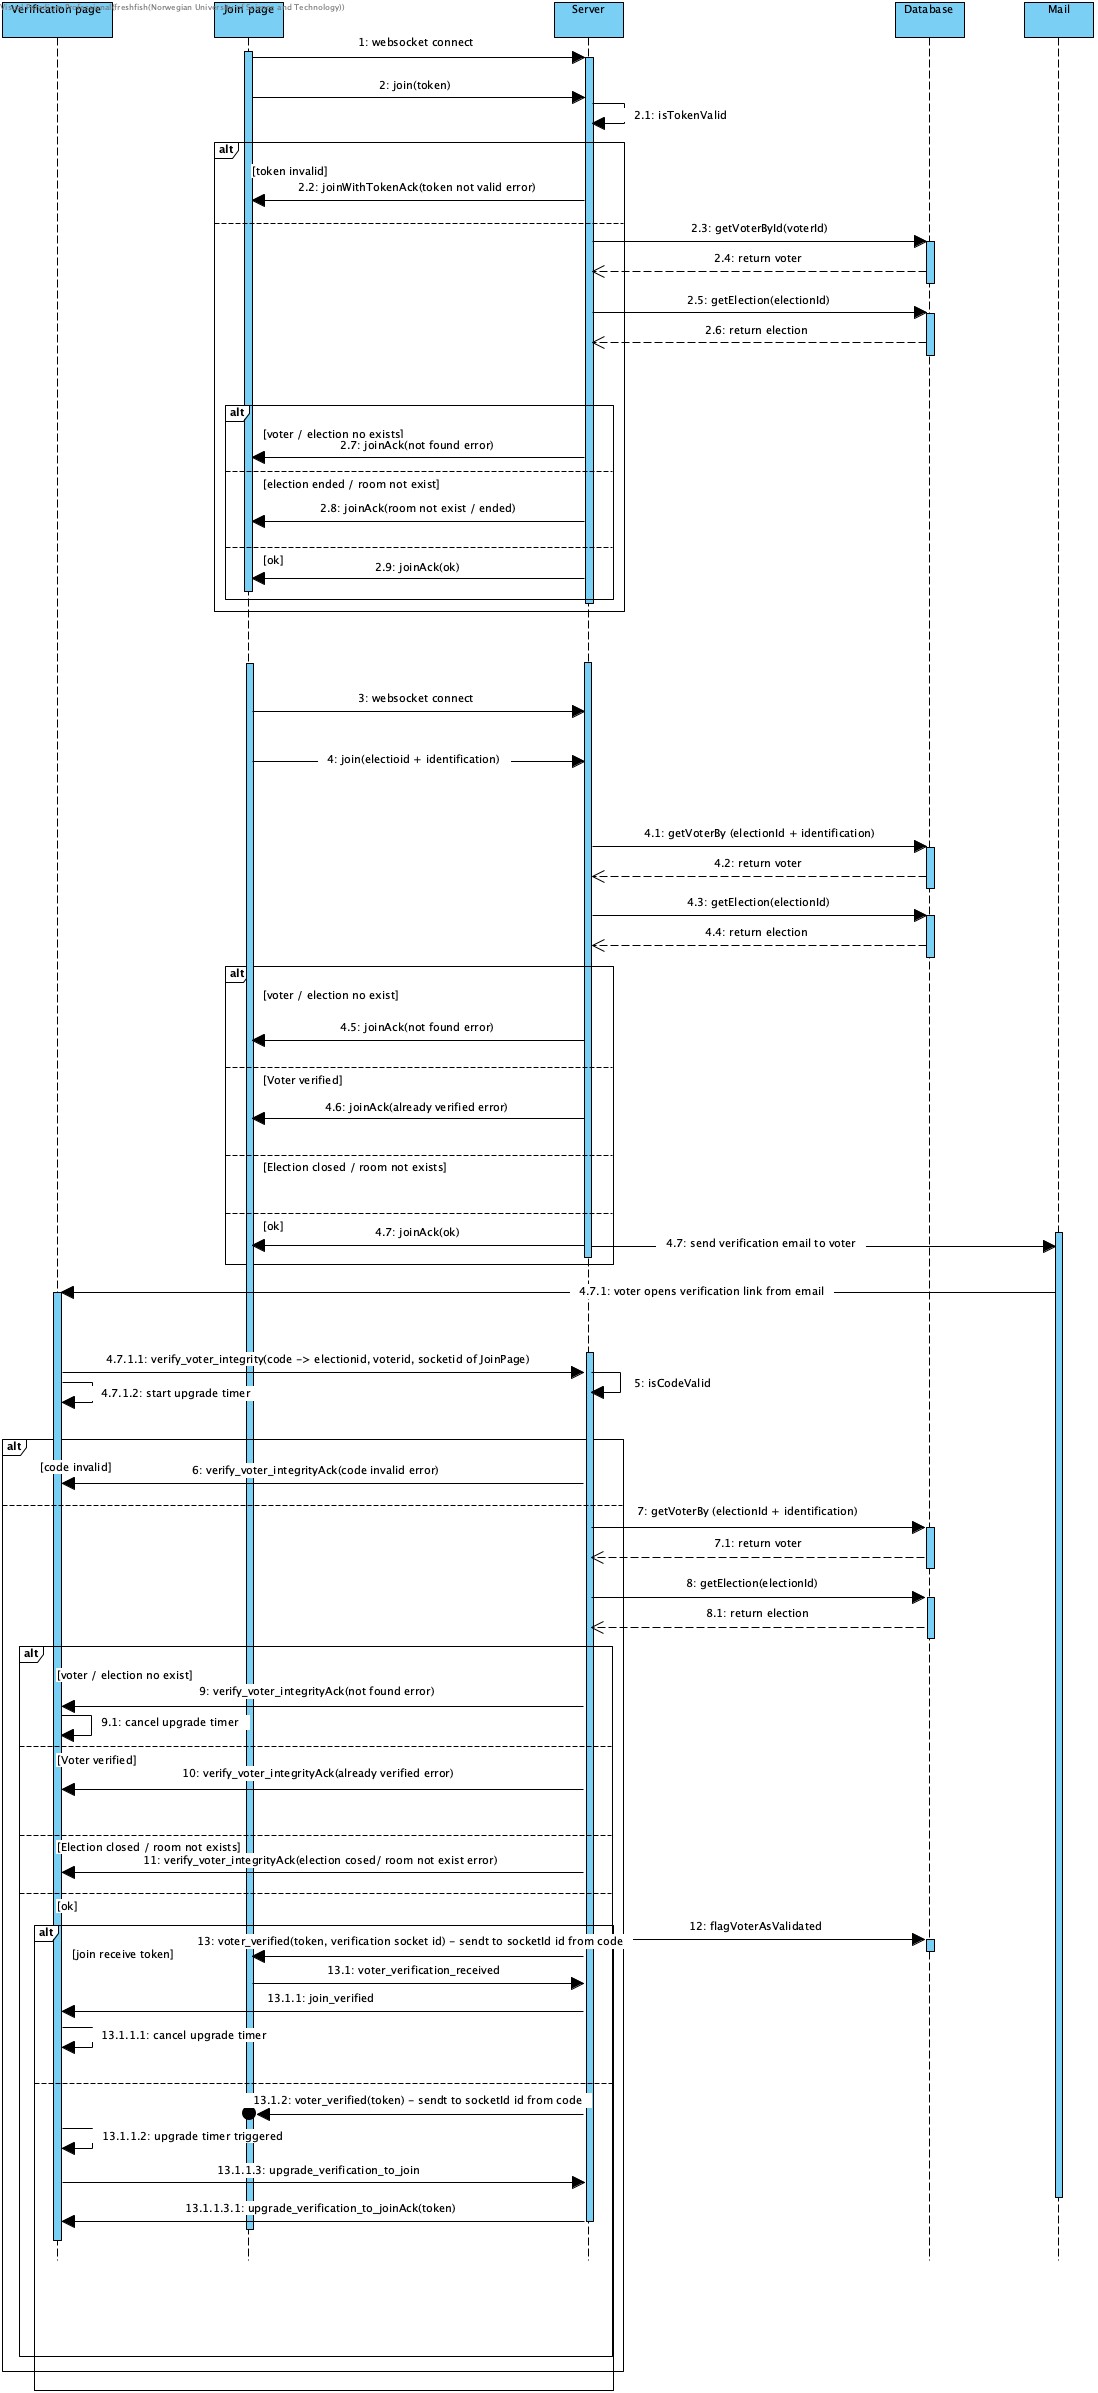 Verification page
Join page
Server
Database
Mail
freshfish(Norwegian University of Science and Technology))
1: websocket connect
2: join(token)
2.1: isTokenValid
alt
[token invalid]
2.2: joinWithTokenAck(token not valid error)
2.3: getVoterById(voterId)
2.4: return voter
2.5: getElection(electionId)
2.6: return election
alt
[voter / election no exists]
2.7: joinAck(not found error)
[election ended / room not exist]
2.8: joinAck(room not exist / ended)
[ok]
2.9: joinAck(ok)
3: websocket connect
4: join(electioid + identification)
4.1: getVoterBy (electionId + identification)
4.2: return voter
4.3: getElection(electionId)
4.4: return election
alt
[voter / election no exist]
4.5: joinAck(not found error)
[Voter verified]
4.6: joinAck(already verified error)
[Election closed / room not exists]
[ok]
4.7: joinAck(ok)
4.7: send verification email to voter
4.7.1: voter opens verification link from email
4.7.1.1: verify_voter_integrity(code -> electionid, voterid, socketid of JoinPage)
4.7.1.2: start upgrade timer
5: isCodeValid
alt
[code invalid]
6: verify_voter_integrityAck(code invalid error)
7: getVoterBy (electionId + identification)
7.1: return voter
8: getElection(electionId)
8.1: return election
alt
[voter / election no exist]
9: verify_voter_integrityAck(not found error)
9.1: cancel upgrade timer
[Voter verified]
10: verify_voter_integrityAck(already verified error)
[Election closed / room not exists]
11: verify_voter_integrityAck(election cosed/ room not exist error)
[ok]
alt
12: flagVoterAsValidated
13: voter_verified(token, verification socket id) - sendt to socketId id from code
[join receive token]
13.1: voter_verification_received
13.1.1: join_verified
13.1.1.1: cancel upgrade timer
13.1.2: voter_verified(token) - sendt to socketId id from code
13.1.1.2: upgrade timer triggered
13.1.1.3: upgrade_verification_to_join
13.1.1.3.1: upgrade_verification_to_joinAck(token)